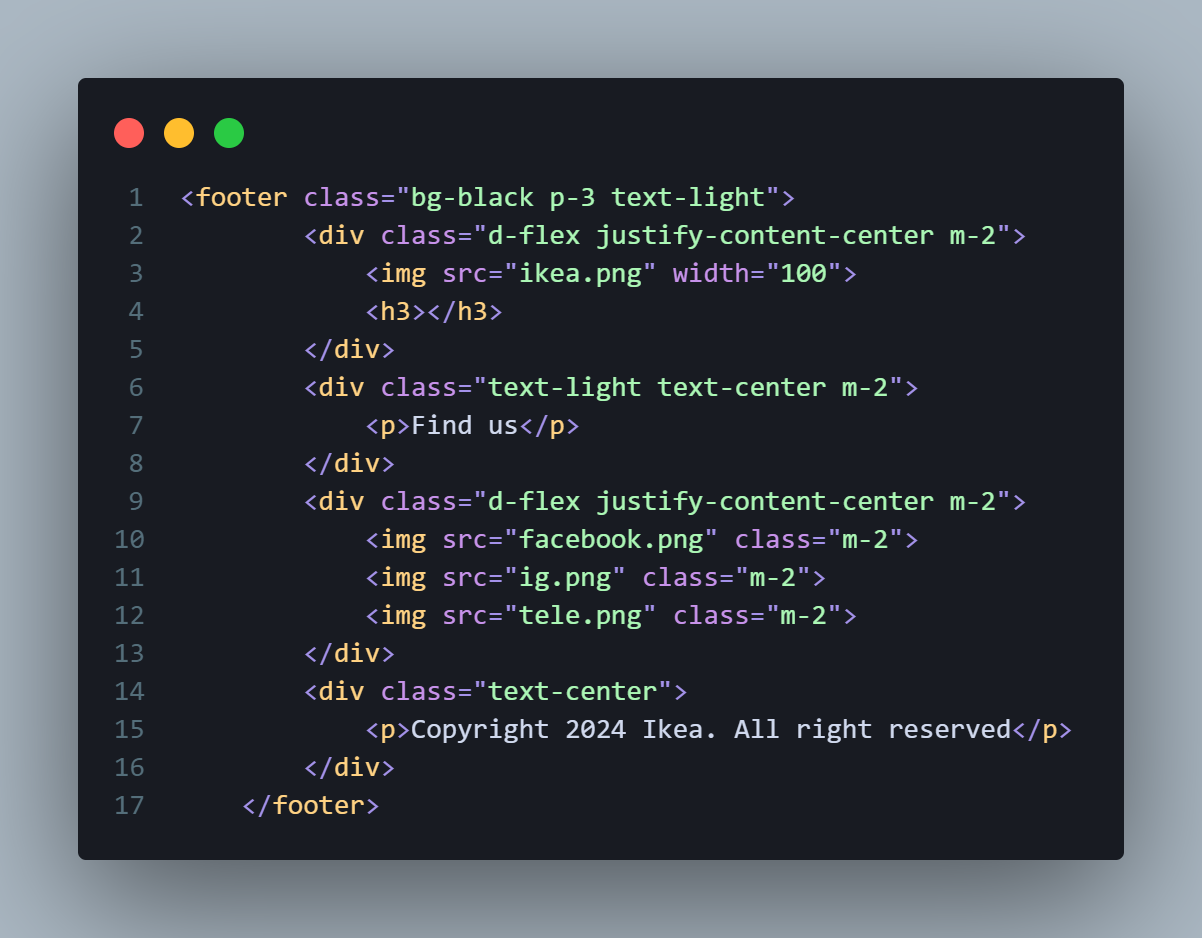 1 <footer class="bg-black p-3 text-light">
2         <div class="d-flex justify-content-center m-2">
3             <img src="ikea.png" width="100">
4             <h3></h3>
5         </div>
6         <div class="text-light text-center m-2">
7             <p>Find us</p>
8         </div>
9         <div class="d-flex justify-content-center m-2">
10             <img src="facebook.png" class="m-2">
11             <img src="ig.png" class="m-2">
12             <img src="tele.png" class="m-2">
13         </div>
14         <div class="text-center">
15             <p>Copyright 2024 Ikea. All right reserved</p>
16         </div>
17     </footer>